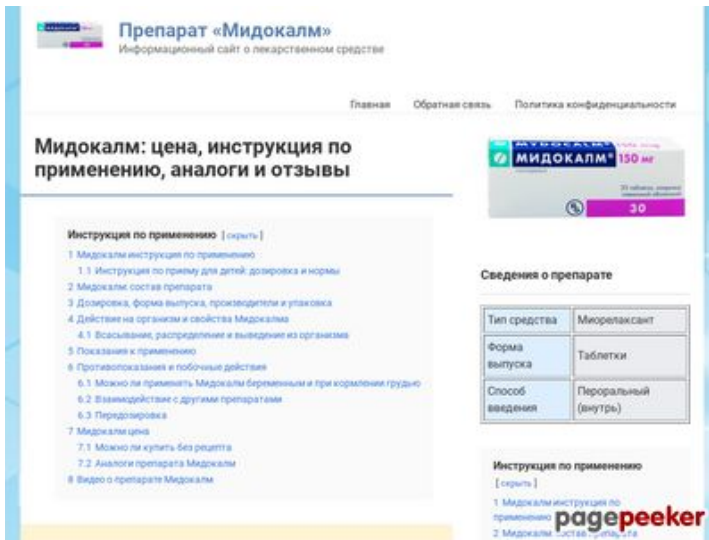 Препарат «Мидокалм»
Информационный сайт о лекарственном средстве
Главная Обратная связь Политика конфиденциальности
Мидокалм: цена, инструкция по
применению, аналоги и отзывы
Инструкция по применению [ скрыть ]
1 Мидокалм инструкция по применению
1.1 Инструкция по приему для детей: дозировка и нормы
2 Мидокалм: состав препарата
3 Дозировка, форма выпуска, производители и упаковка
4 Действие на организм и свойства Мидокалма
4.1 Всасывание, распределение и выведение из организма
5 Показания к применению
6 Противопоказания и побочные действия
6.1 Можно ли применять Мидокалм беременным и при кормлении грудью
6.2 Взаимодействие с другими препаратами
6.3 Передозировка
7 Мидокалм цена
7.1 Можно ли купить без рецепта
7.2 Аналоги препарата Мидокалм
8 Видео о препарате Мидокалм
МИДОКАЛМ® 150 мг
30
Сведения о препарате
Тип средства Миорелаксант
Форма
выпуска
Таблетки
Способ
введения
Пероральный
(внутрь)
Инструкция по применению
[ скрыть ]
1 Мидокалм инструкция по
применению
2 Мидокалм: состав препарата
pagepeeker